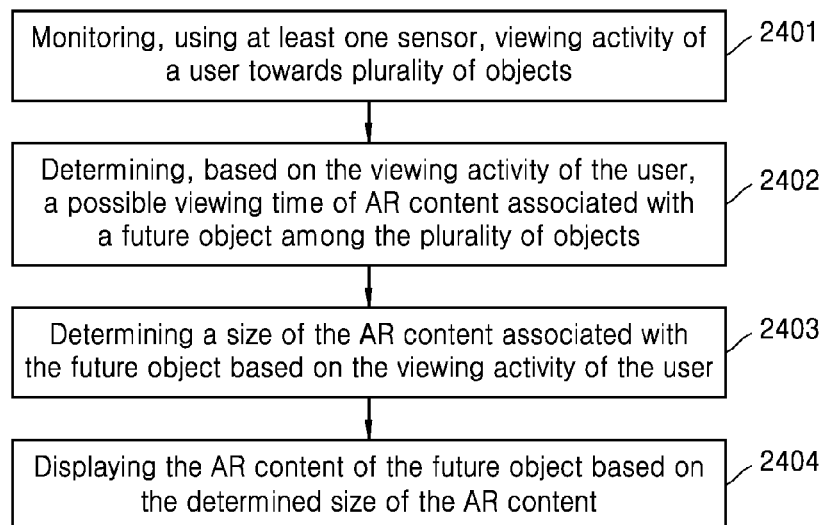 Monitoring, using at least one sensor, viewing activity of
a user towards plurality of objects
2401
Determining, based on the viewing activity of the user,
a possible viewing time of AR content associated with
a future object among the plurality of objects
2402
Determining a size of the AR content associated with
the future object based on the viewing activity of the user
2403
Displaying the AR content of the future object based on
the determined size of the AR content
2404